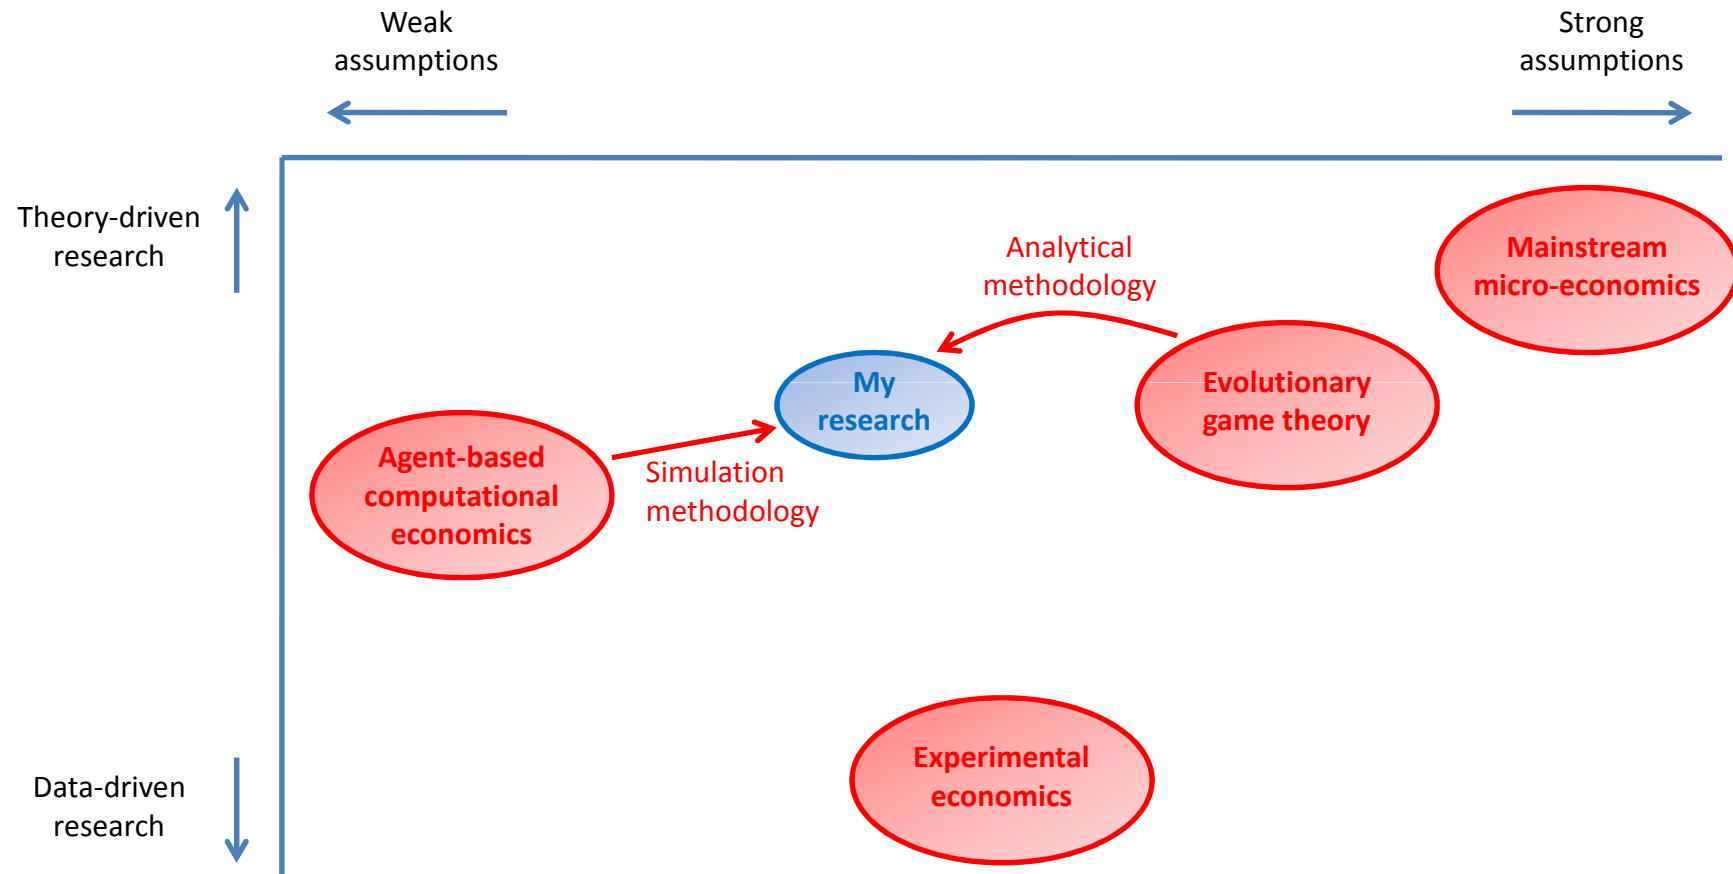 Weak
assumptions
Strong
assumptions
Theory-driven
research
Analytical
methodology
Mainstream
micro-economics
My
research
Evolutionary
game theory
Agent-based
computational
economics
Simulation
methodology
Experimental
economics
Data-driven
research